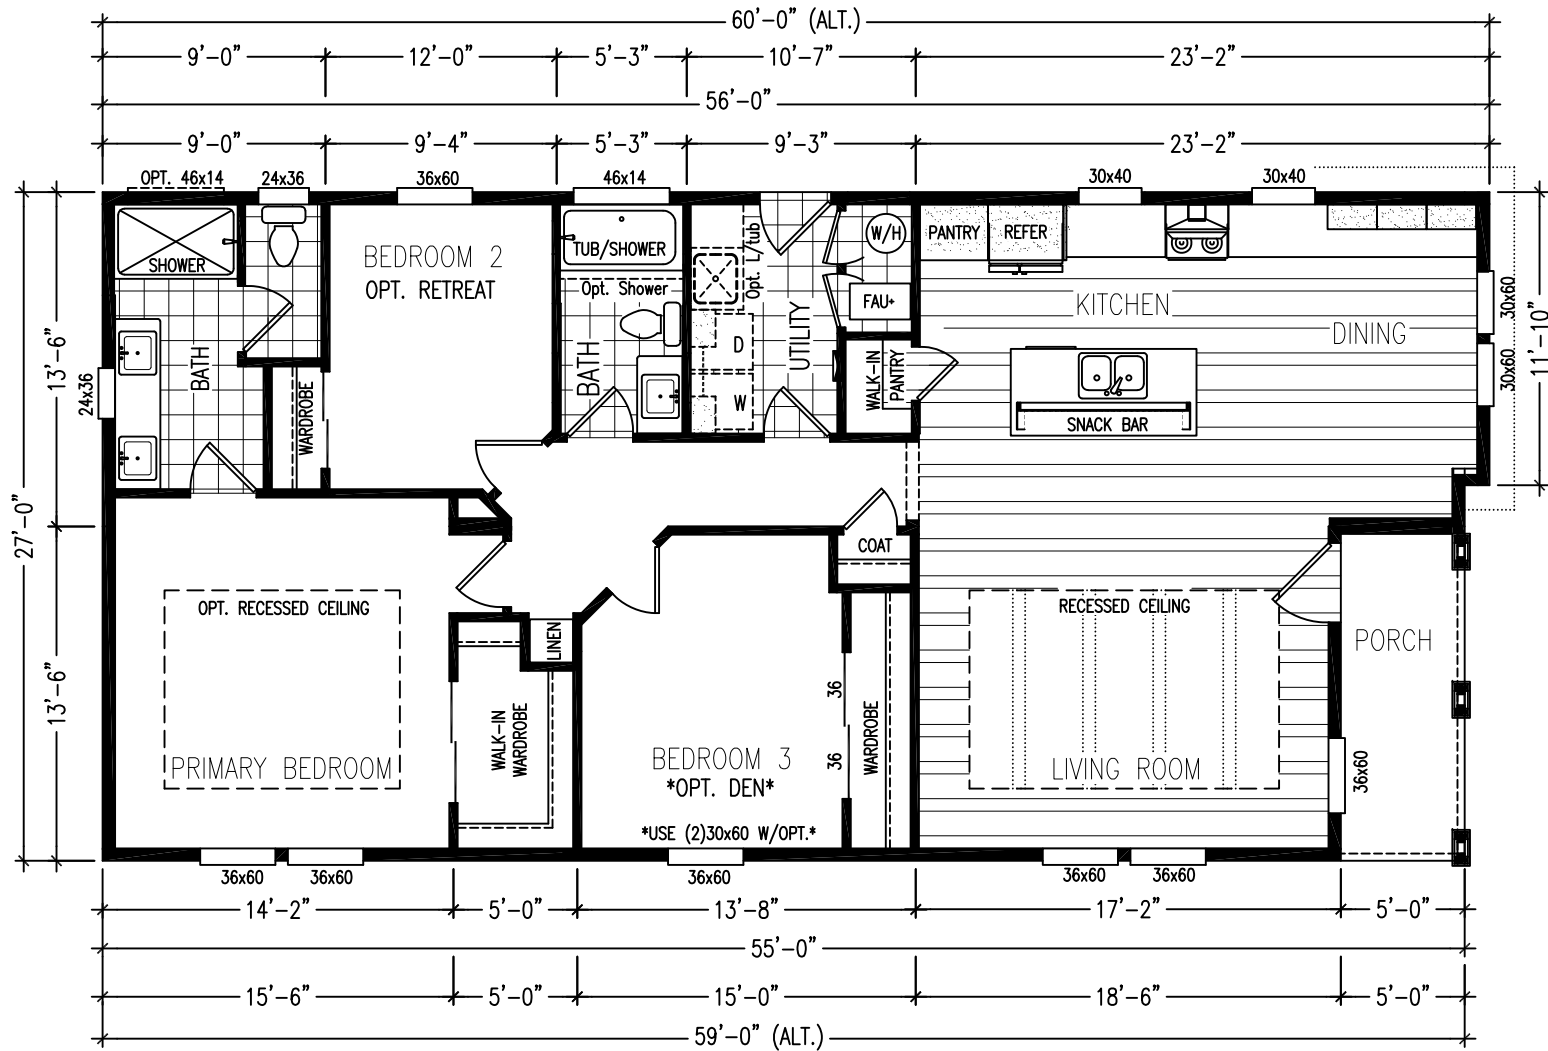 60'-0" (ALT.)
9'-0" 12'-0" 5'-3" 10'-7" 23'-2"
56'-0"
9'-0" 9'-4" 5'-3" 9'-3" 23'-2"
OPT. 46x14 24x36 36x60 46x14 30x40 30x40
SHOWER
BEDROOM 2
OPT. RETREAT
TUB/SHOWER
Opt. Shower
Opt. L/tub
W/H
FAU+
PANTRY
REFER
KITCHEN
DINING
30x60
30x60
11'-10"
13'-6"
24x36
BATH
WARDROBE
BATH
D
W
UTILITY
WALK-IN
PANTRY
SNACK BAR
27'-0"
13'-6"
COAT
OPT. RECESSED CEILING
PRIMARY BEDROOM
LINEN
WALK-IN
WARDROBE
BEDROOM 3
*OPT. DEN*
*USE (2)30x60 W/OPT.*
36
36
WARDROBE
RECESSED CEILING
LIVING ROOM
PORCH
36x60
36x60 36x60 36x60 36x60 36x60
14'-2" 5'-0" 13'-8" 17'-2" 5'-0"
55'-0"
15'-6" 5'-0" 15'-0" 18'-6" 5'-0"
59'-0" (ALT.)